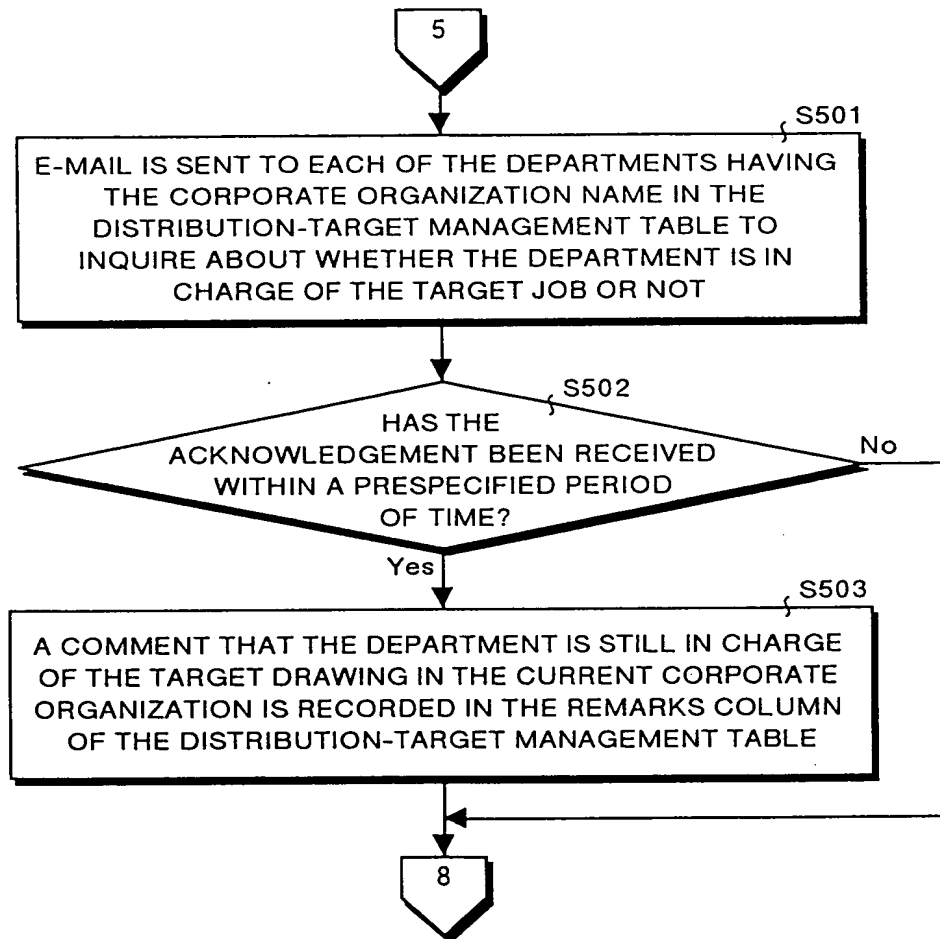 5
S501
E-MAIL IS SENT TO EACH OF THE DEPARTMENTS HAVING
THE CORPORATE ORGANIZATION NAME IN THE
DISTRIBUTION-TARGET MANAGEMENT TABLE TO
INQUIRE ABOUT WHETHER THE DEPARTMENT IS IN
CHARGE OF THE TARGET JOB OR NOT
S502
HAS THE
ACKNOWLEDGEMENT BEEN RECEIVED
WITHIN A PRESPECIFIED PERIOD
OF TIME?
No
Yes
S503
A COMMENT THAT THE DEPARTMENT IS STILL IN CHARGE
OF THE TARGET DRAWING IN THE CURRENT CORPORATE
ORGANIZATION IS RECORDED IN THE REMARKS COLUMN
OF THE DISTRIBUTION-TARGET MANAGEMENT TABLE
8